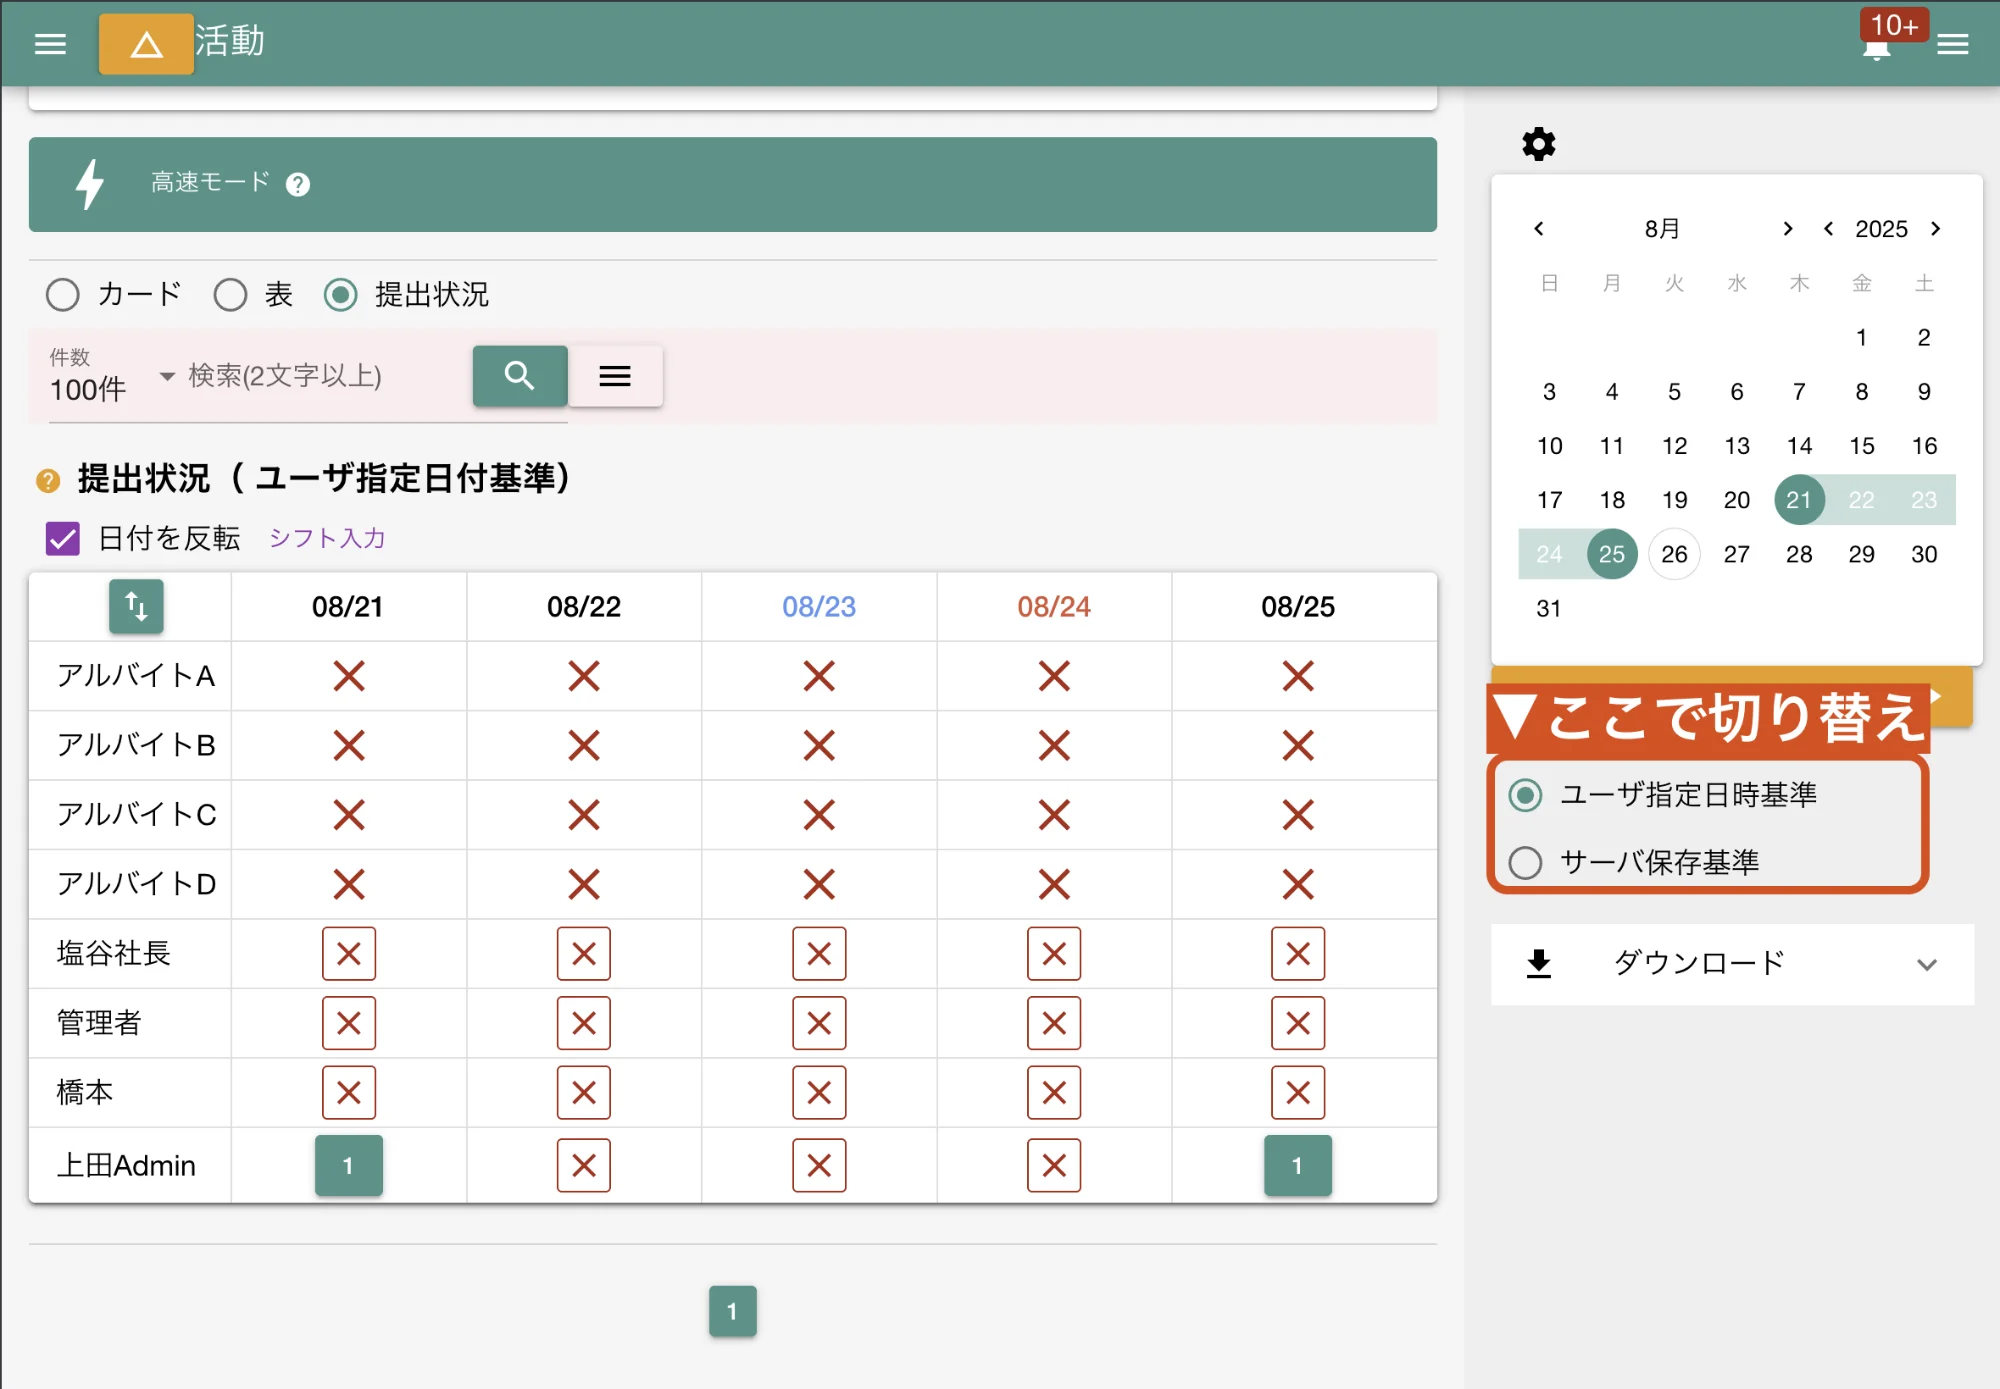 活動
10+
高速モード ?
カード 表 提出状況
件数
100件 検索(2文字以上)
? 提出状況（ユーザ指定日付基準）
日付を反転 シフト入力
08/21 08/22 08/23 08/24 08/25
アルバイトA
アルバイトB
アルバイトC
アルバイトD
塩谷社長
管理者
橋本
上田Admin 1 1
1
8月 2025
日 月 火 水 木 金 土
1 2
3 4 5 6 7 8 9
10 11 12 13 14 15 16
17 18 19 20 21 22 23
24 25 26 27 28 29 30
31
▼ここで切り替え
ユーザ指定日時基準
サーバ保存基準
ダウンロード